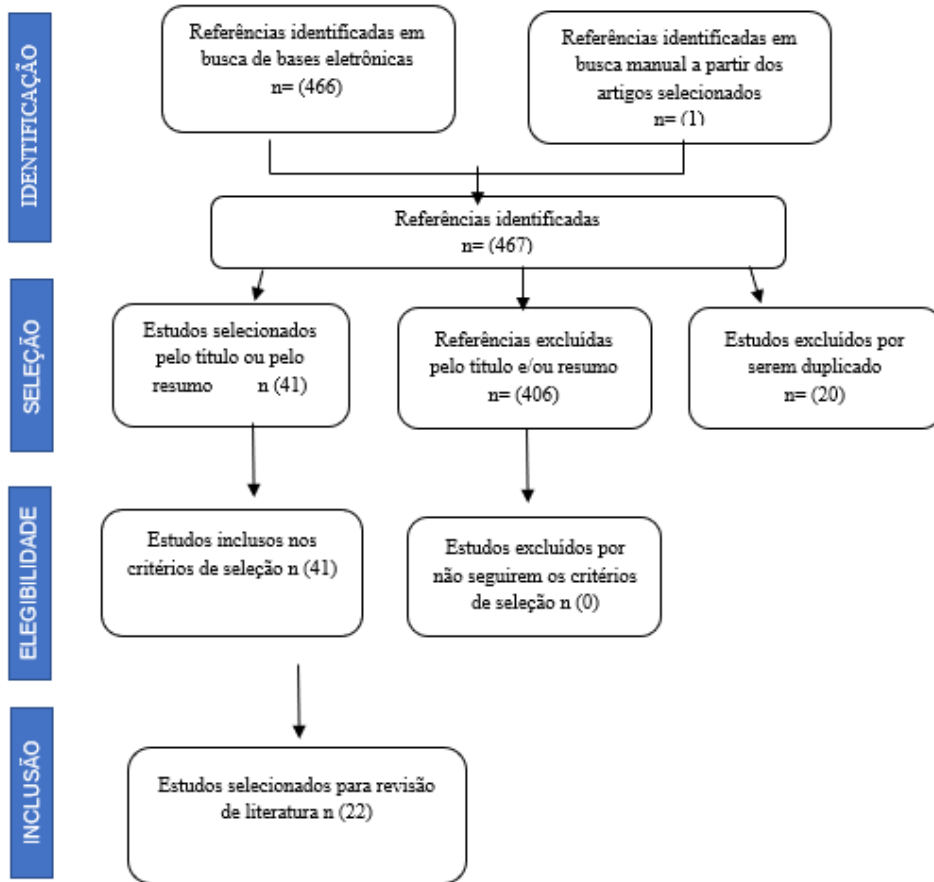 IDENTIFICAÇÃO
Referências identificadas em
busca de bases eletrônicas
n= (466)
Referências identificadas em
busca manual a partir dos
artigos selecionados
n= (1)
Referências identificadas
n= (467)
SELEÇÃO
Estudos selecionados
pelo título ou pelo
resumo n (41)
Referências excluídas
pelo título e/ou resumo
n= (406)
Estudos excluídos por
serem duplicado
n= (20)
ELEGIBILIDADE
Estudos inclusos nos
critérios de seleção n (41)
Estudos excluídos por
não seguirem os critérios
de seleção n (0)
INCLUSÃO
Estudos selecionados para revisão
de literatura n (22)